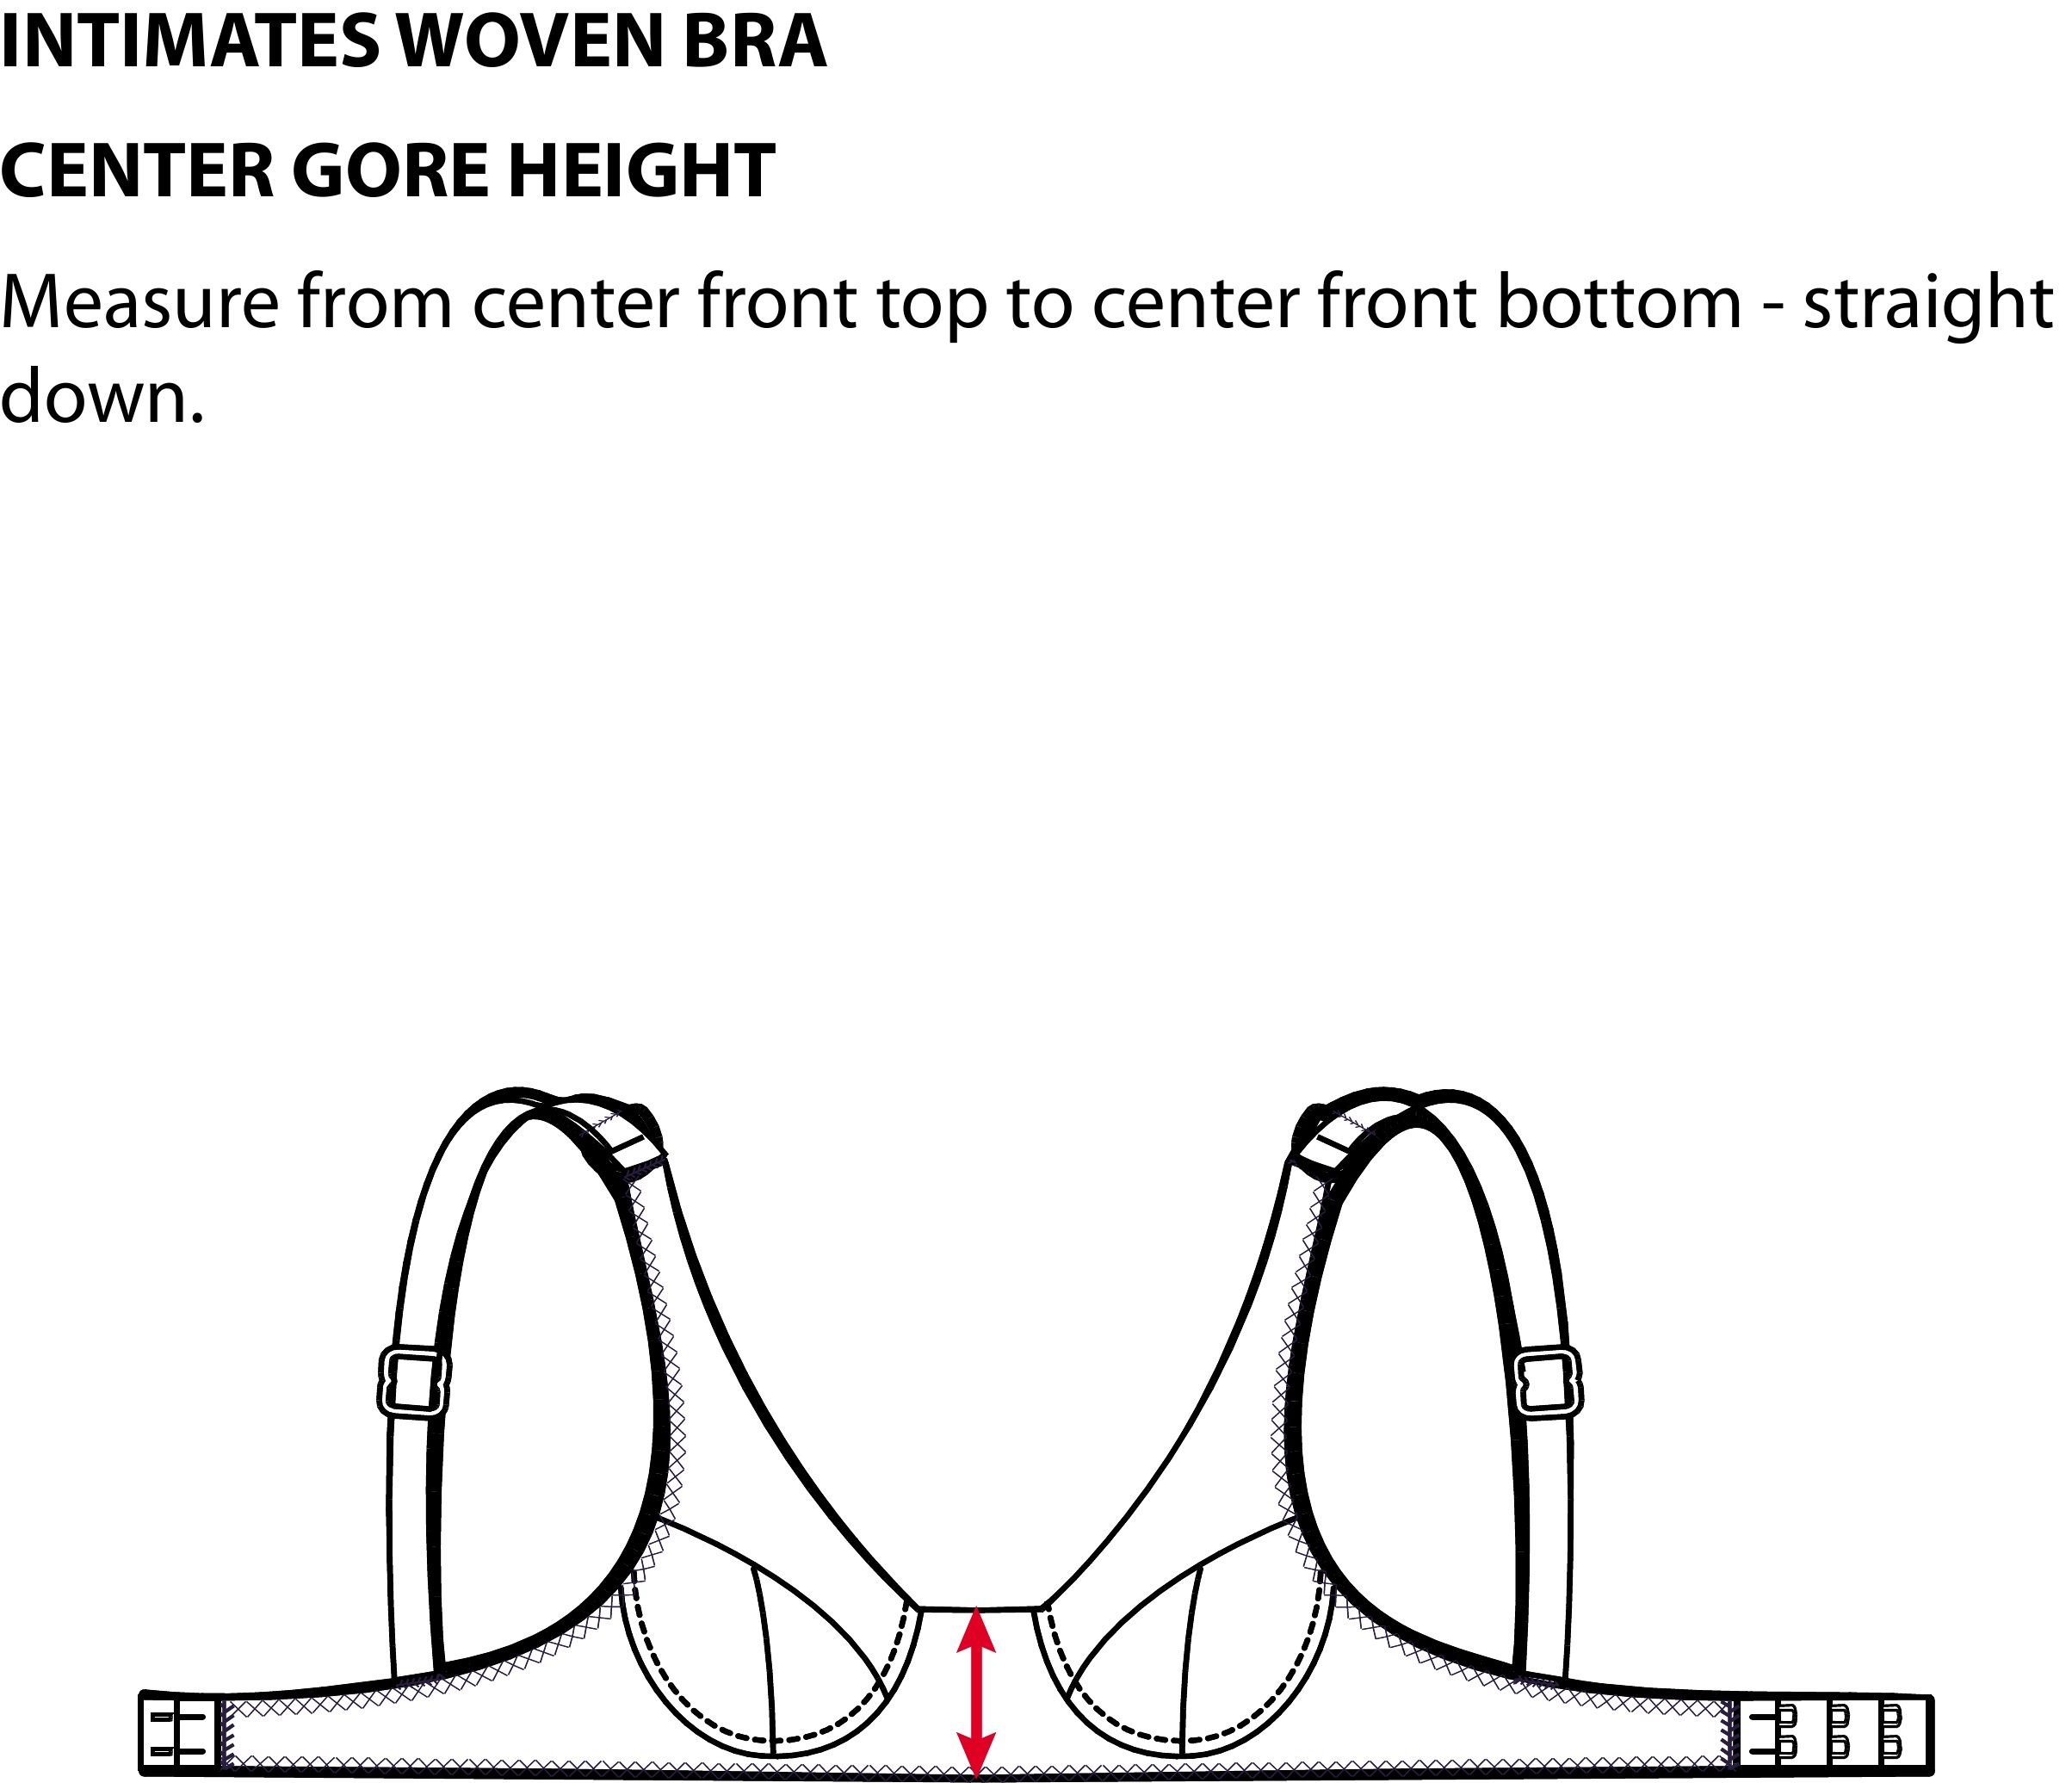 INTIMATES WOVEN BRA
CENTER GORE HEIGHT
Measure from center front top to center front bottom - straight
down.